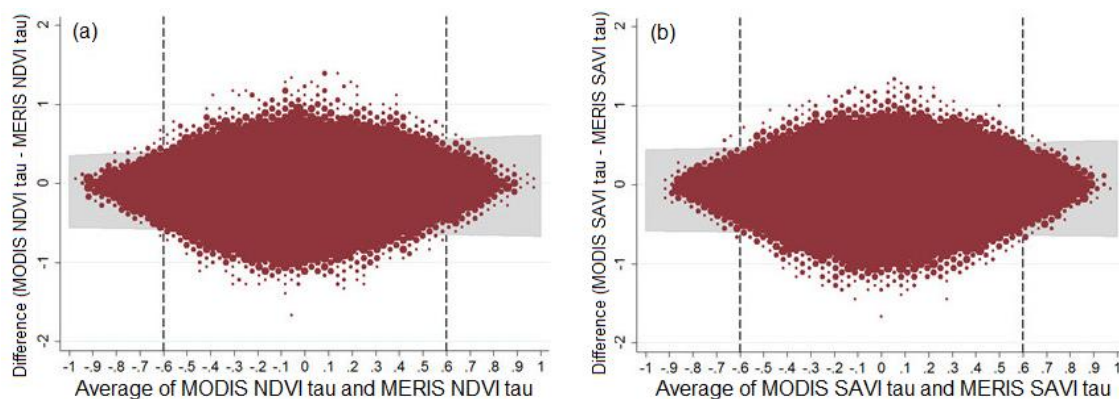 (a)
Difference (MODIS NDVI tau - MERIS NDVI tau)
2
1
0
-1
-2
-1 -.9 -.8 -.7 -.6 -.5 -.4 -.3 -.2 -.1 0 .1 .2 .3 .4 .5 .6 .7 .8 .9 1
Average of MODIS NDVI tau and MERIS NDVI tau
(b)
Difference (MODIS SAVI tau - MERIS SAVI tau)
2
1
0
-1
-2
-1 -.9 -.8 -.7 -.6 -.5 -.4 -.3 -.2 -.1 0 .1 .2 .3 .4 .5 .6 .7 .8 .9 1
Average of MODIS SAVI tau and MERIS SAVI tau